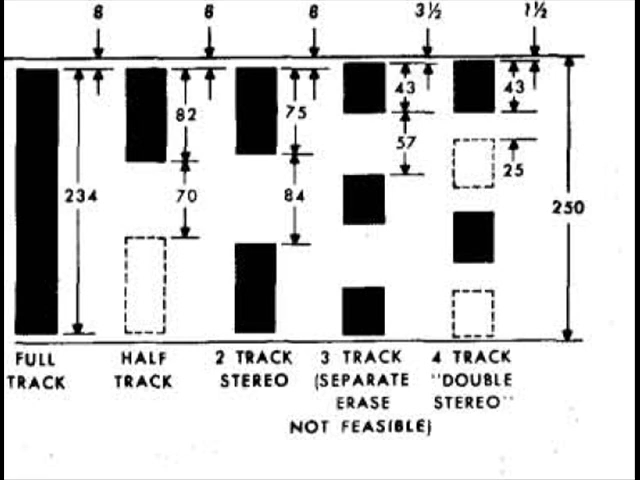 8 6 6 3½ 1½
43 43
82 75
57
25
234 70 84
250
FULL HALF 2 TRACK 3 TRACK 4 TRACK
TRACK TRACK STEREO (SEPARATE "DOUBLE
ERASE STEREO"
NOT FEASIBLE)